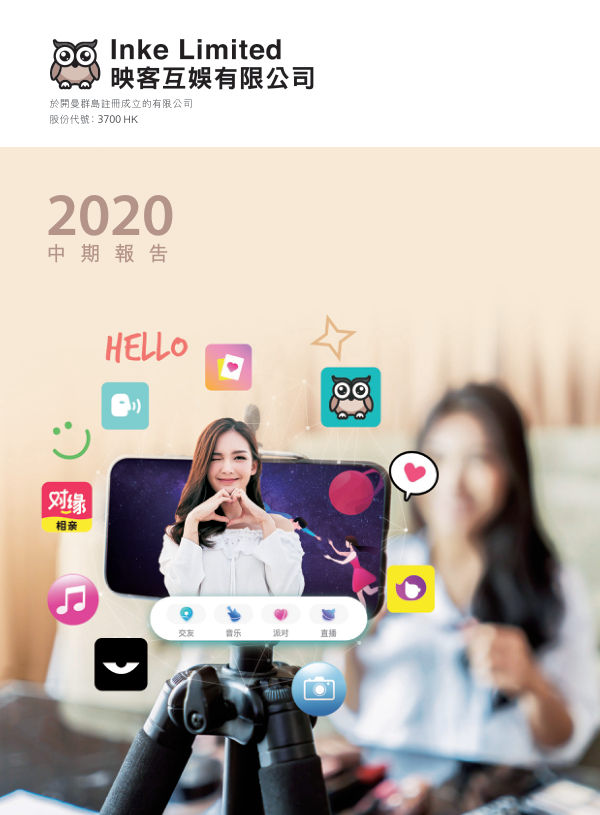 Inke Limited
映客互娛有限公司
於開曼群島註冊成立的有限公司
股份代號：3700 HK
2020
中期報告
HELLO
对缘
相亲
交友 音乐 派对 直播